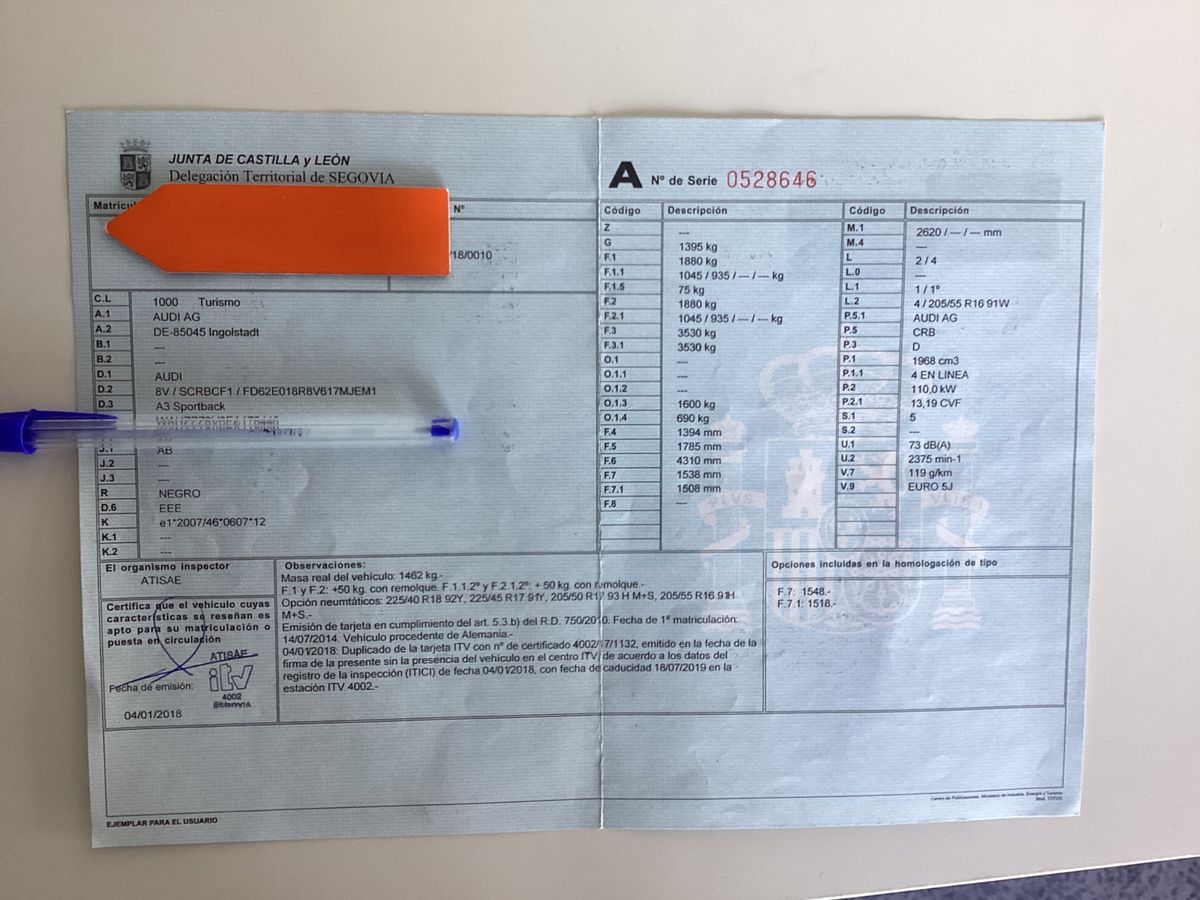 JUNTA DE CASTILLA y LEÓN
Delegación Territorial de SEGOVIA
A Nº de Serie 0528646
Nº
/18/0010
C.L 1000 Turismo
A.1 AUDI AG
A.2 DE-85045 Ingolstadt
B.1 ---
B.2 ---
D.1 AUDI
D.2 8V / SCRBCF1 / FD62E018R8V617MJEM1
D.3 A3 Sportback
J.1 AB
J.2 ---
J.3 ---
R NEGRO
D.6 EEE
K e1*2007/46*0607*12
K.1 ---
K.2 ---
Código Descripción
Z ---
G 1395 kg
F.1 1880 kg
F.1.1 1045 / 935 / --- / --- kg
F.1.5 75 kg
F.2 1880 kg
F.2.1 1045 / 935 / --- / --- kg
F.3 3530 kg
F.3.1 3530 kg
O.1 ---
O.1.1 ---
O.1.2 ---
O.1.3 1600 kg
O.1.4 690 kg
F.4 1394 mm
F.5 1785 mm
F.6 4310 mm
F.7 1538 mm
F.7.1 1508 mm
F.8 ---
Código Descripción
M.1 2620 / --- / --- mm
M.4 ---
L 2 / 4
L.0 ---
L.1 1 / 1º
L.2 4 / 205/55 R16 91W
P.5.1 AUDI AG
P.5 CRB
P.3 D
P.1 1968 cm3
P.1.1 4 EN LINEA
P.2 110,0 kW
P.2.1 13,19 CVF
S.1 5
S.2 ---
U.1 73 dB(A)
U.2 2375 min-1
V.7 119 g/km
V.9 EURO 5J
El organismo inspector
ATISAE
Certifica que el vehículo cuyas
características se reseñan es
apto para su matriculación o
puesta en circulación
ATISAE
itv
4002
SEGOVIA
Fecha de emisión:
04/01/2018
Observaciones:
Masa real del vehículo: 1462 kg.-
F.1 y F.2: +50 kg. con remolque. F.1.1.2º y F.2.1.2º: + 50 kg. con remolque.-
Opción neumáticos: 225/40 R18 92Y, 225/45 R17 91Y, 205/50 R17 93 H M+S, 205/55 R16 91H
M+S.-
Emisión de tarjeta en cumplimiento del art. 5.3.b) del R.D. 750/2010. Fecha de 1ª matriculación:
14/07/2014. Vehículo procedente de Alemania.-
04/01/2018: Duplicado de la tarjeta ITV con nº de certificado 4002/17/1132, emitido en la fecha de la
firma de la presente sin la presencia del vehículo en el centro ITV, de acuerdo a los datos del
registro de la inspección (ITICI) de fecha 04/01/2018, con fecha de caducidad 18/07/2019 en la
estación ITV 4002.-
Opciones incluidas en la homologación de tipo
F.7: 1548.-
F.7.1: 1518.-
PLVS VLTRA
EJEMPLAR PARA EL USUARIO
Centro de Publicaciones. Ministerio de Industria, Energía y Turismo